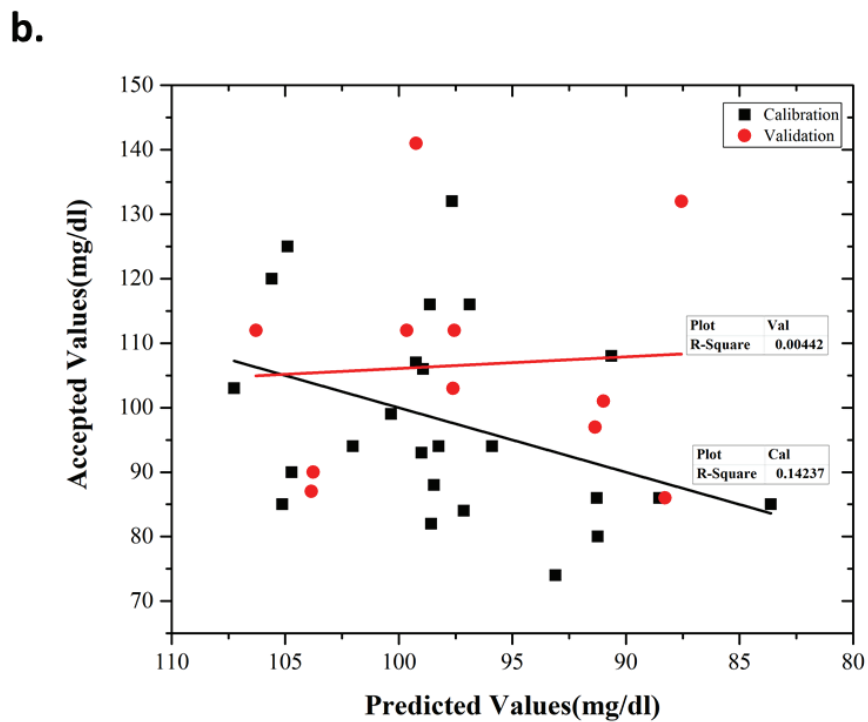 b.
150
140
130
120
110
100
90
80
70
Accepted Values(mg/dl)
Calibration
Validation
Plot Val
R-Square 0.00442
Plot Cal
R-Square 0.14237
110 105 100 95 90 85 80
Predicted Values(mg/dl)